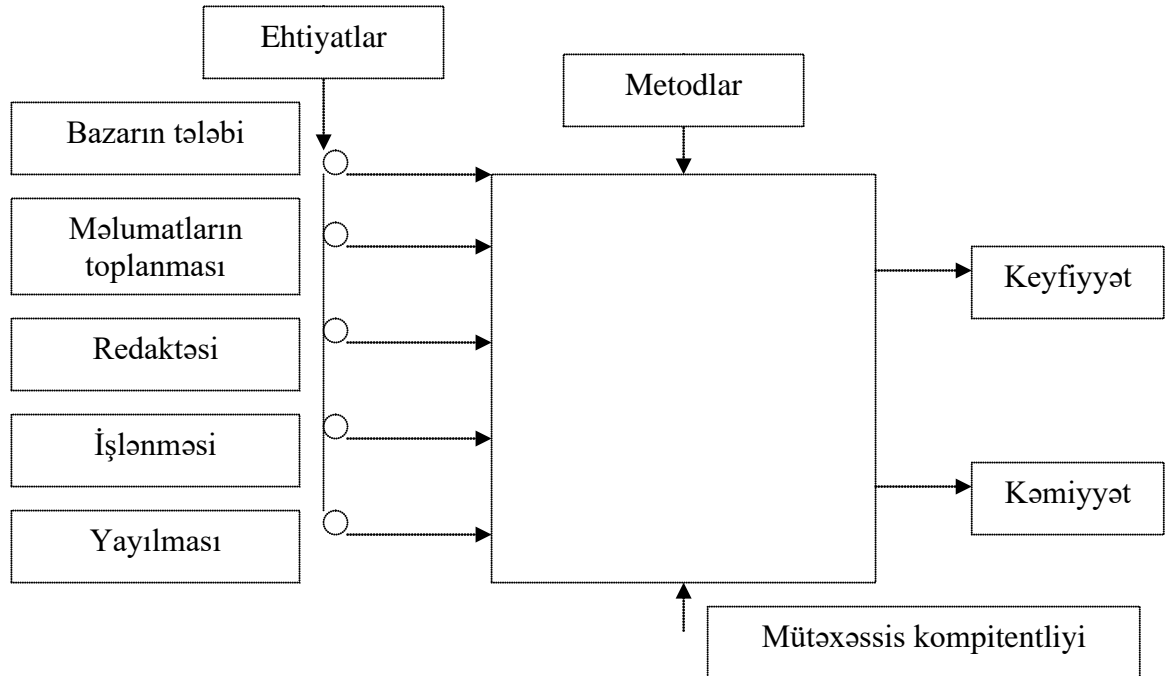 Ehtiyatlar
Metodlar
Bazarın tələbi
Məlumatların
toplanması
Keyfiyyət
Redaktəsi
İşlənməsi
Kəmiyyət
Yayılması
Mütəxəssis kompitentliyi